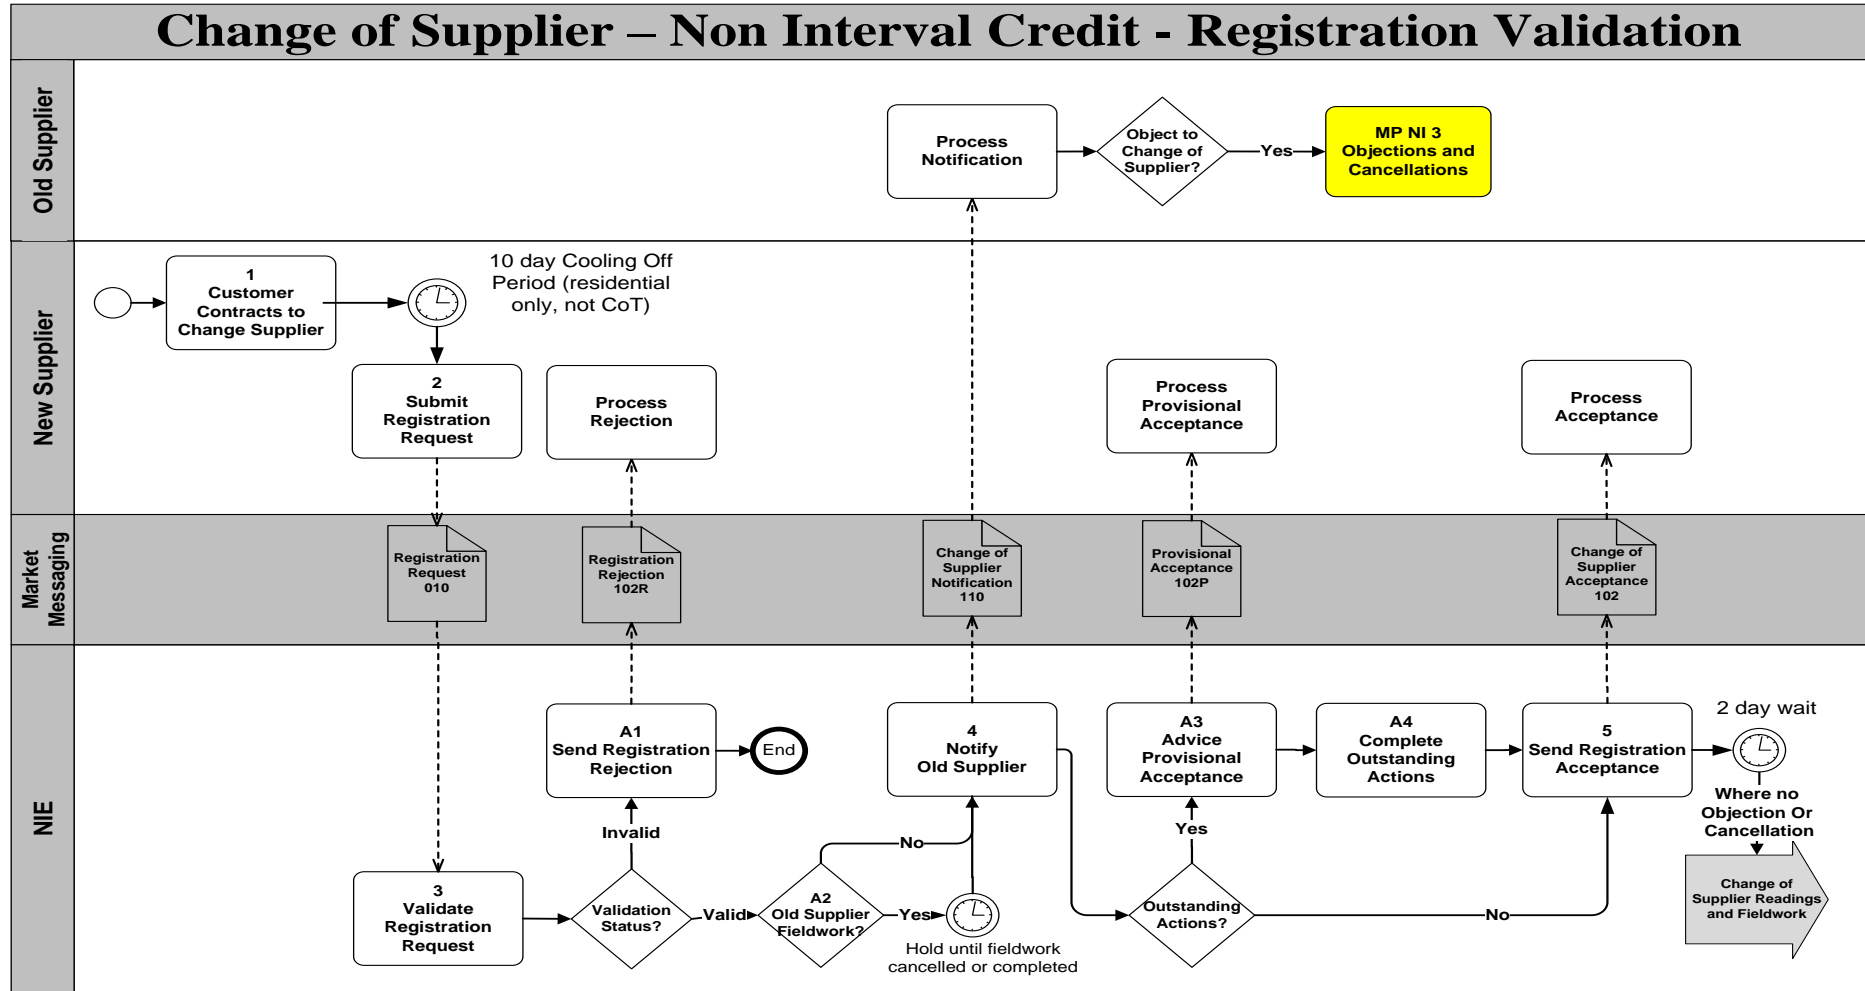 Change of Supplier – Non Interval Credit - Registration Validation
Old Supplier
Process
Notification
Object to
Change of
Supplier?
Yes
MP NI 3
Objections and
Cancellations
New Supplier
1
Customer
Contracts to
Change Supplier
10 day Cooling Off
Period (residential
only, not CoT)
2
Submit
Registration
Request
Process
Rejection
Process
Provisional
Acceptance
Process
Acceptance
Market
Messaging
Registration
Request
010
Registration
Rejection
102R
Change of
Supplier
Notification
110
Provisional
Acceptance
102P
Change of
Supplier
Acceptance
102
NIE
A1
Send Registration
Rejection
End
4
Notify
Old Supplier
A3
Advice
Provisional
Acceptance
A4
Complete
Outstanding
Actions
5
Send Registration
Acceptance
2 day wait
Where no
Objection Or
Cancellation
Invalid
No
Yes
3
Validate
Registration
Request
Validation
Status?
Valid
A2
Old Supplier
Fieldwork?
Yes
Hold until fieldwork
cancelled or completed
Outstanding
Actions?
No
Change of
Supplier Readings
and Fieldwork